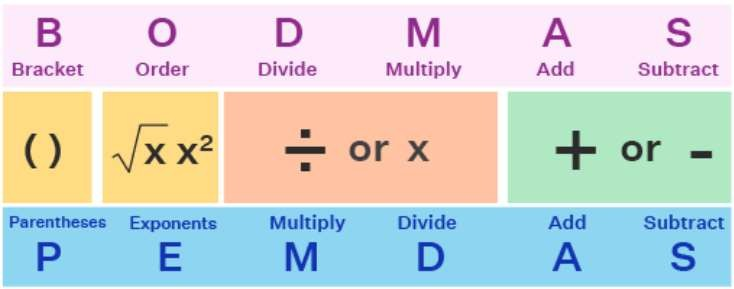 B O D M A S
Bracket Order Divide Multiply Add Subtract
( ) √x x² ÷ or x + or -
Parentheses Exponents Multiply Divide Add Subtract
P E M D A S